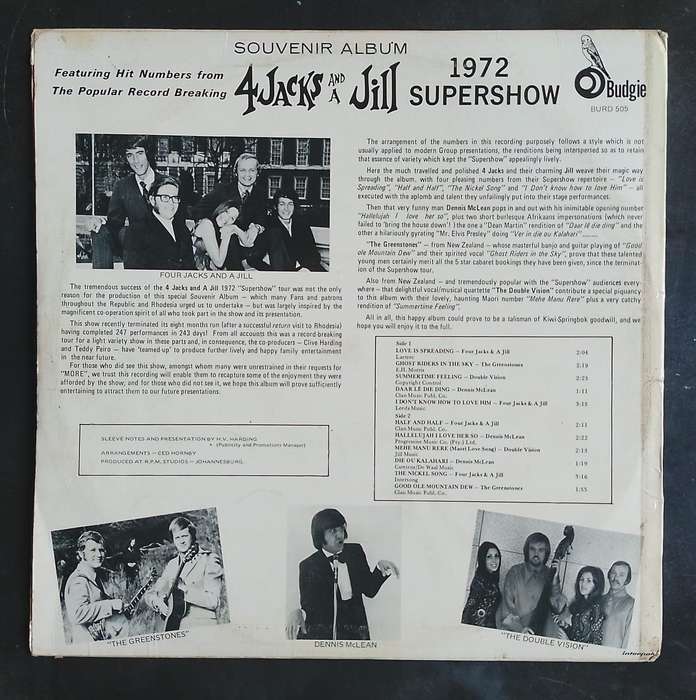 SOUVENIR ALBUM
Featuring Hit Numbers from
The Popular Record Breaking
4 JACKS AND A JILL
1972
SUPERSHOW
Budgie
BURD 505
FOUR JACKS AND A JILL
The tremendous success of the 4 Jacks and A Jill 1972 "Supershow" tour was not the only
reason for the production of this special Souvenir Album – which many Fans and patrons
throughout the Republic and Rhodesia urged us to undertake – but was largely inspired by the
magnificent co-operation spirit of all who took part in the show and its presentation.
This show recently terminated its eight months run (after a successful return visit to Rhodesia)
having completed 247 performances in 243 days! From all accounts this was a record-breaking
tour for a light variety show in these parts and, in consequence, the co-producers – Clive Harding
and Teddy Peiro – have "teamed-up" to produce further lively and happy family entertainment
in the near future.
For those who did see this show, amongst whom many were unrestrained in their requests for
"MORE", we trust this recording will enable them to recapture some of the enjoyment they were
afforded by the show; and for those who did not see it, we hope this album will prove sufficiently
entertaining to attract them to our future presentations.
SLEEVE NOTES AND PRESENTATION BY H.V. HARDING
(Publicity and Promotions Manager)
ARRANGEMENTS – CED HORNBY
PRODUCED AT R.P.M. STUDIOS – JOHANNESBURG.
The arrangement of the numbers in this recording purposely follows a style which is not
usually applied to modern Group presentations, the renditions being interspersed so as to retain
that essence of variety which kept the "Supershow" appealingly lively.
Here the much travelled and polished 4 Jacks and their charming Jill weave their magic way
through the album, with four pleasing numbers from their Supershow repertoire – "Love is
Spreading", "Half and Half", "The Nickel Song" and "I Don't know how to love Him" – all
executed with the aplomb and talent they unfailingly put into their stage performances.
Then that very funny man Dennis McLean pops in and out with his inimitable opening number
"Hallelujah I love her so", plus two short burlesque Afrikaans impersonations (which never
failed to 'bring the house down'!) the one a "Dean Martin" rendition of "Daar lê die ding" and the
other a hilariously gyrating "Mr. Elvis Presley" doing "Ver in die ou Kalahari"
"The Greenstones" – from New Zealand – whose masterful banjo and guitar playing of "Good
ole Mountain Dew" and their spirited vocal "Ghost Riders in the Sky", prove that these talented
young men certainly merit all the 5 star cabaret bookings they have been given, since the termination
of the Supershow tour.
Also from New Zealand – and tremendously popular with the "Supershow" audiences every-
where – that delightful vocal/musical quartette "The Double Vision" contribute a special piquancy
to this album with their lovely, haunting Maori number "Mehe Manu Rere" plus a very catchy
rendition of "Summertime Feeling".
All in all, this happy album could prove to be a talisman of Kiwi-Springbok goodwill, and we
hope you will enjoy it to the full.
Side 1
LOVE IS SPREADING – Four Jacks & A Jill 2:04
GHOST RIDERS IN THE SKY – The Greenstones 3:19
E.H. Morris
SUMMERTIME FEELING – Double Vision 2:21
Copyright Control
DAAR LÊ DIE DING – Dennis McLean 1:11
Clan Music Publ. Co.
I DON'T KNOW HOW TO LOVE HIM – Four Jacks & A Jill 3:18
Leeds Music
Side 2
HALF AND HALF – Four Jacks & A Jill 2:11
Clan Music Publ. Co.
HALLELUJAH I LOVE HER SO – Dennis McLean 2:22
Progressive Music Co. (Pty.) Ltd.
MEHE MANU RERE (Maori Love Song) – Double Vision 2:13
Jill Music
DIE OU KALAHARI – Dennis McLean 1:19
THE NICKEL SONG – Four Jacks & A Jill 3:16
Intersong
GOOD OLE MOUNTAIN DEW – The Greenstones 1:55
Clan Music Publ. Co.
"THE GREENSTONES"
DENNIS McLEAN
"THE DOUBLE VISION"